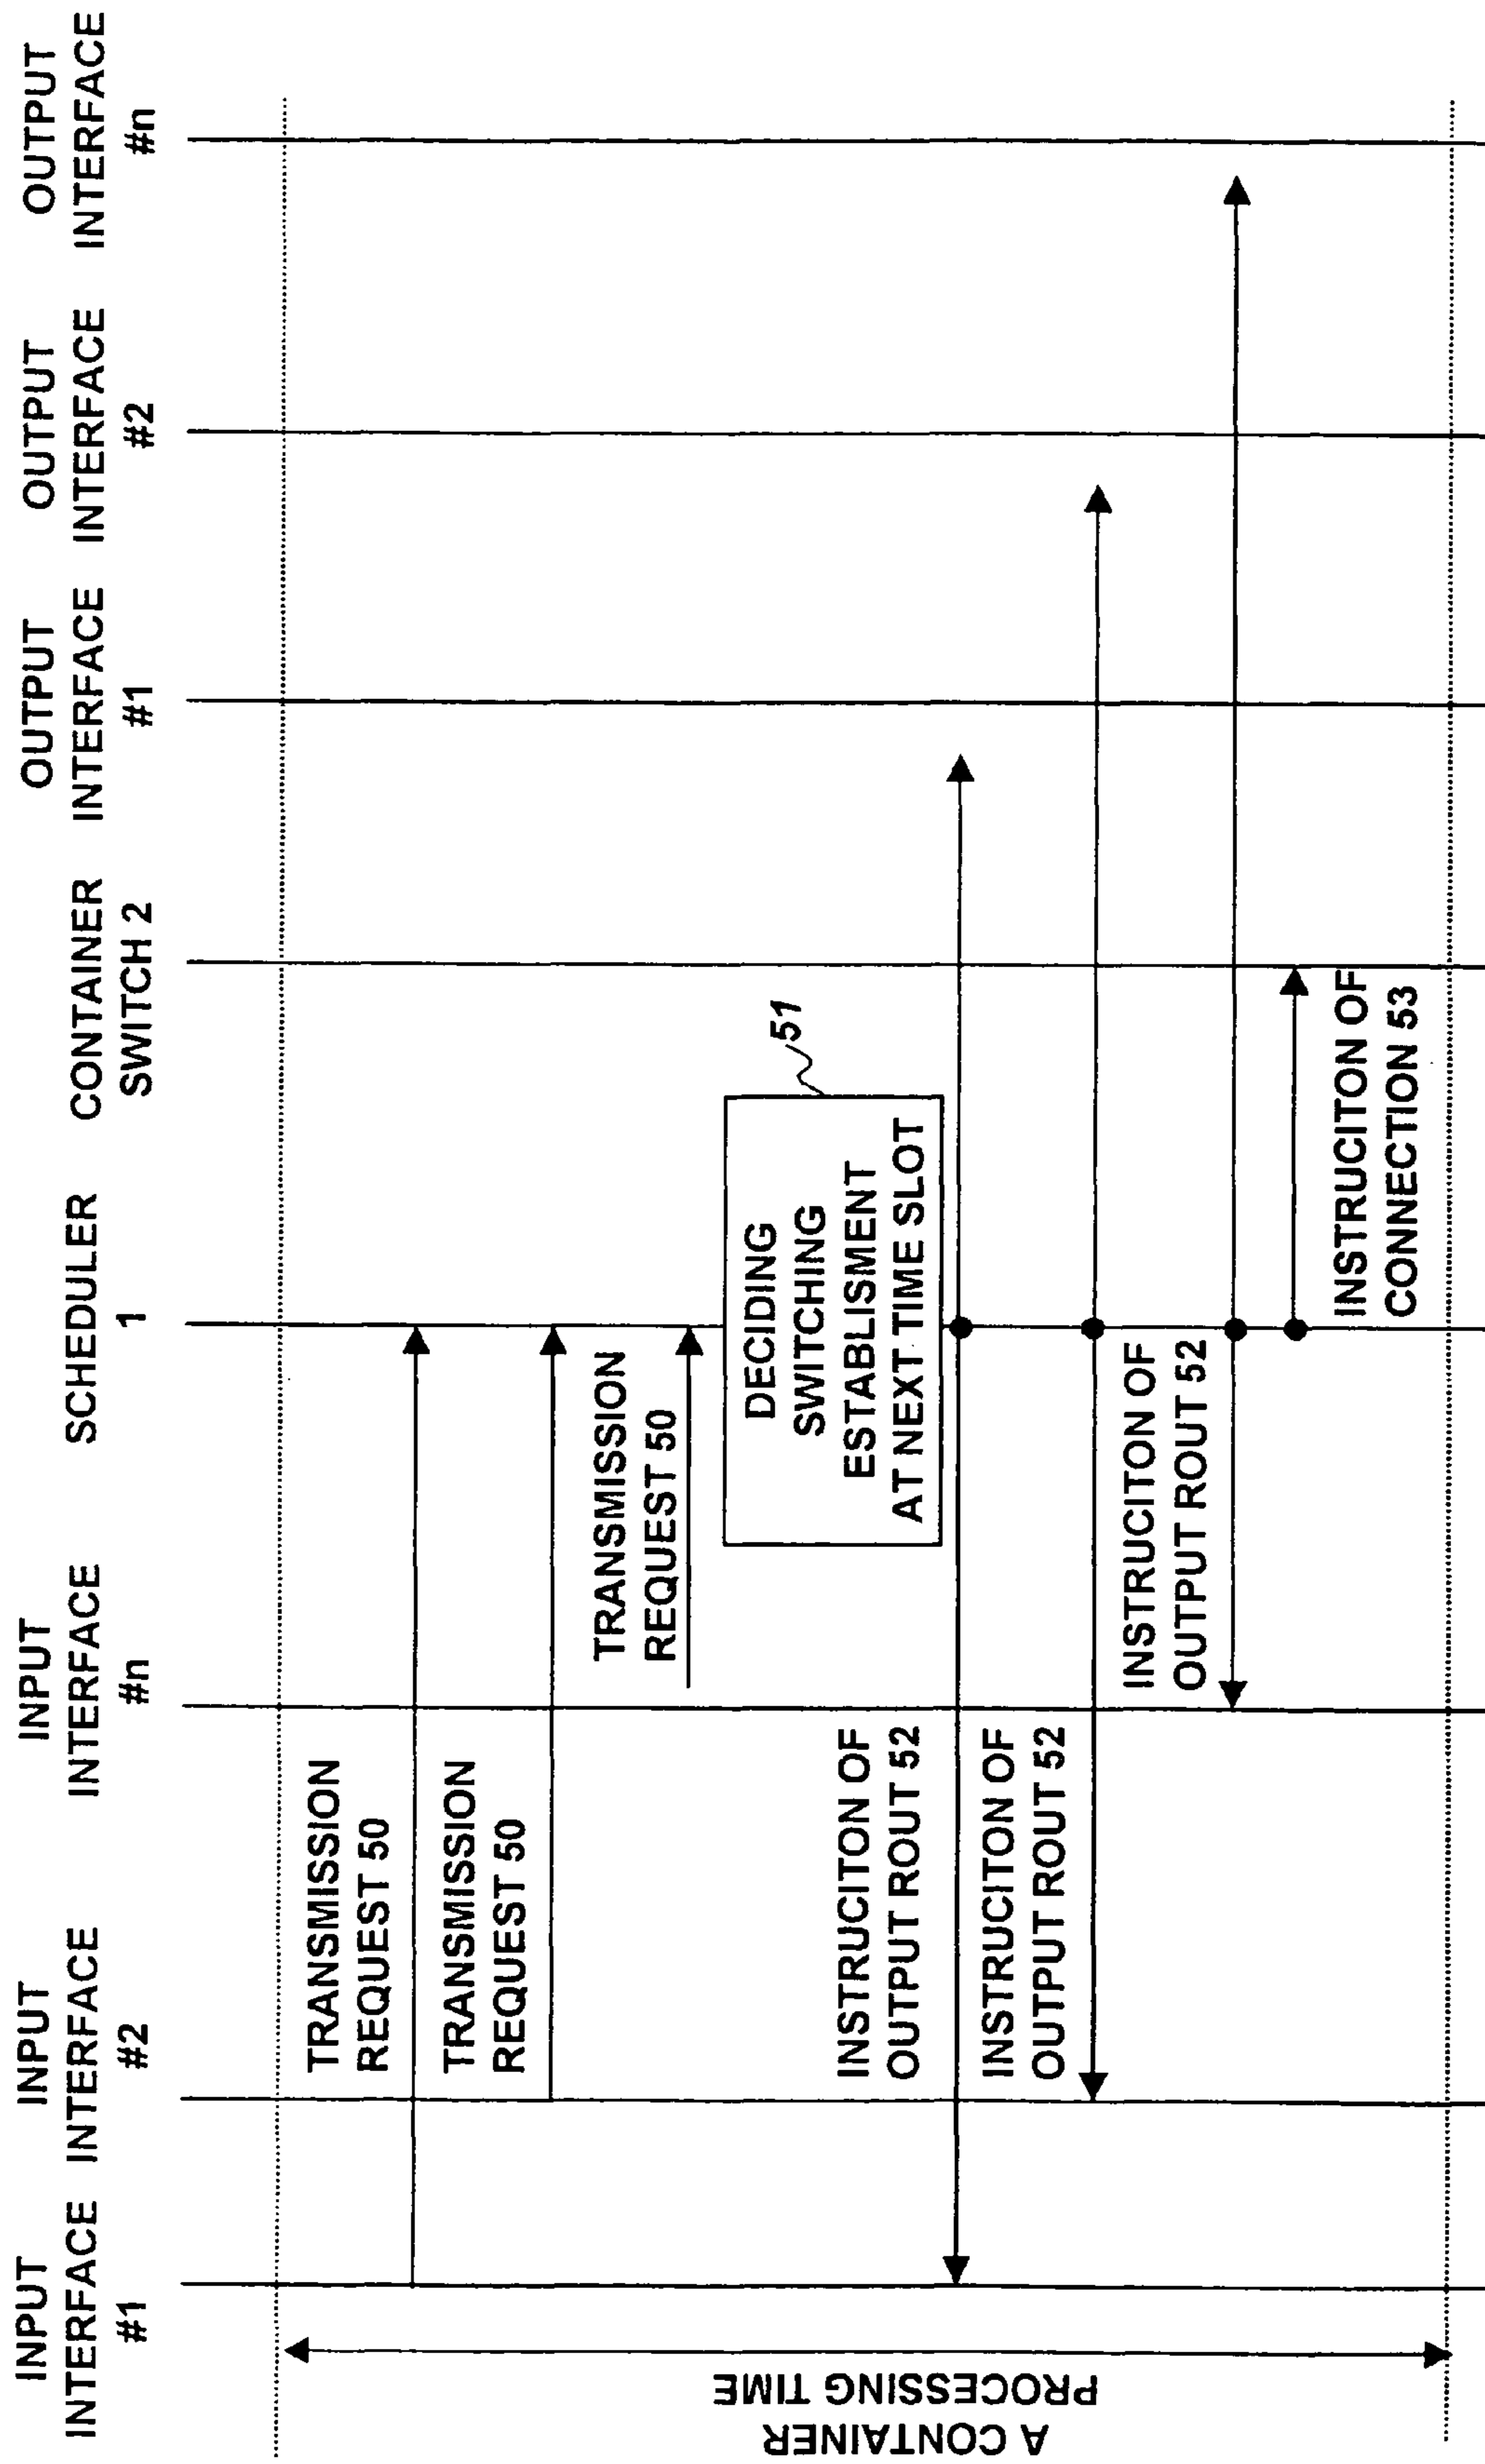 INPUT
INTERFACE
#1
INPUT
INTERFACE
#2
INPUT
INTERFACE
#n
SCHEDULER
1
CONTAINER
SWITCH 2
OUTPUT
INTERFACE
#1
OUTPUT
INTERFACE
#2
OUTPUT
INTERFACE
#n
A CONTAINER
PROCESSING TIME
TRANSMISSION
REQUEST 50
TRANSMISSION
REQUEST 50
TRANSMISSION
REQUEST 50
DECIDING
SWITCHING
ESTABLISMENT
AT NEXT TIME SLOT
51
INSTRUCITON OF
OUTPUT ROUT 52
INSTRUCITON OF
OUTPUT ROUT 52
INSTRUCITON OF
OUTPUT ROUT 52
INSTRUCITON OF
CONNECTION 53